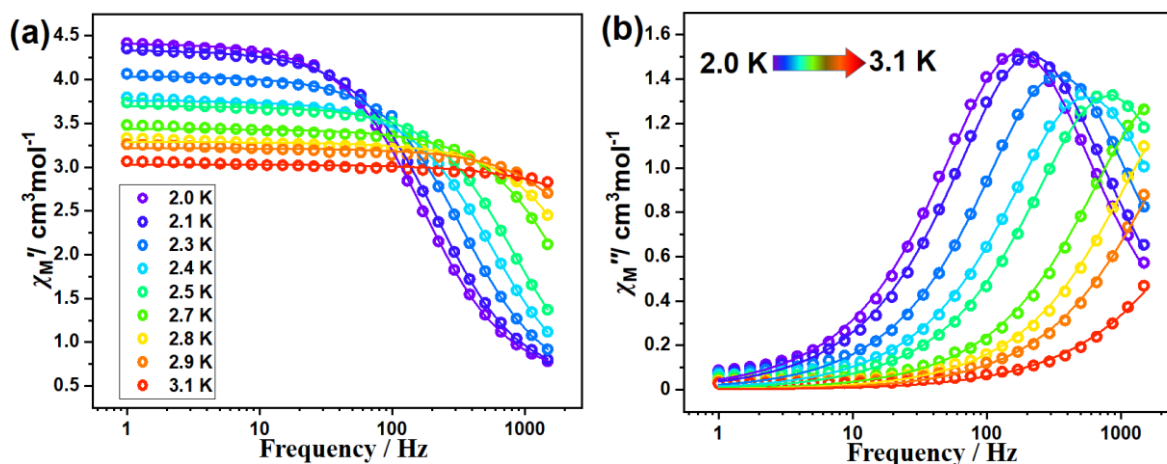 (a)
χ_M″/ cm³mol⁻¹
4.5
4.0
3.5
3.0
2.5
2.0
1.5
1.0
0.5
2.0 K
2.1 K
2.3 K
2.4 K
2.5 K
2.7 K
2.8 K
2.9 K
3.1 K
1 10 100 1000
Frequency / Hz
(b)
χ_M″/ cm³mol⁻¹
1.6
1.4
1.2
1.0
0.8
0.6
0.4
0.2
0
2.0 K 3.1 K
1 10 100 1000
Frequency / Hz